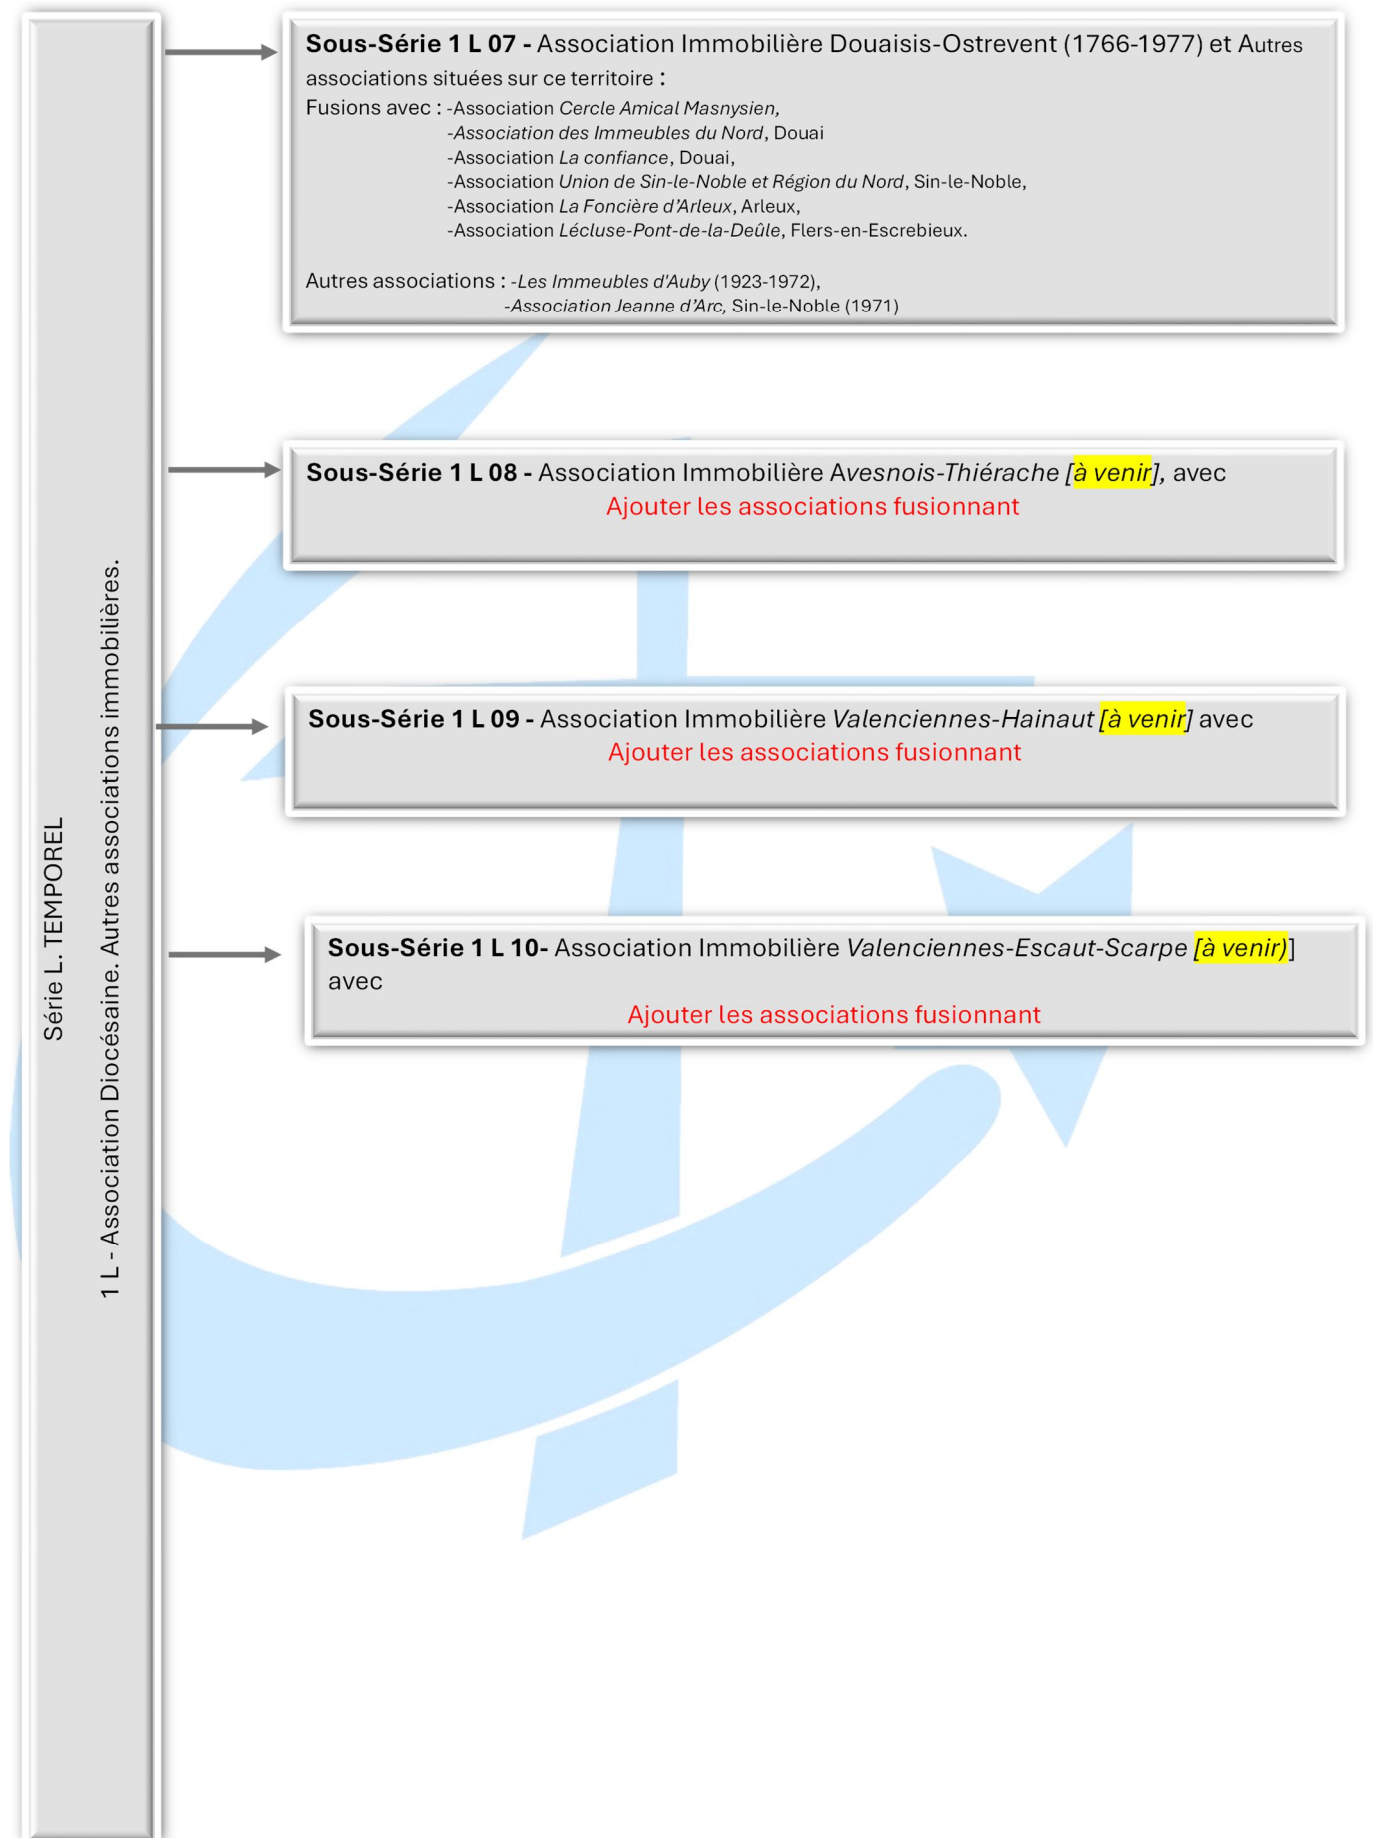 Série L. TEMPOREL
1 L - Association Diocésaine. Autres associations immobilières.
Sous-Série 1 L 07 - Association Immobilière Douaisis-Ostrevent (1766-1977) et Autres
associations situées sur ce territoire :
Fusions avec : -Association Cercle Amical Masnysien,
-Association des Immeubles du Nord, Douai
-Association La confiance, Douai,
-Association Union de Sin-le-Noble et Région du Nord, Sin-le-Noble,
-Association La Foncière d’Arleux, Arleux,
-Association Lécluse-Pont-de-la-Deûle, Flers-en-Escrebieux.
Autres associations : -Les Immeubles d'Auby (1923-1972),
-Association Jeanne d’Arc, Sin-le-Noble (1971)
Sous-Série 1 L 08 - Association Immobilière Avesnois-Thiérache [à venir], avec
Ajouter les associations fusionnant
Sous-Série 1 L 09 - Association Immobilière Valenciennes-Hainaut [à venir] avec
Ajouter les associations fusionnant
Sous-Série 1 L 10- Association Immobilière Valenciennes-Escaut-Scarpe [à venir)]
avec
Ajouter les associations fusionnant